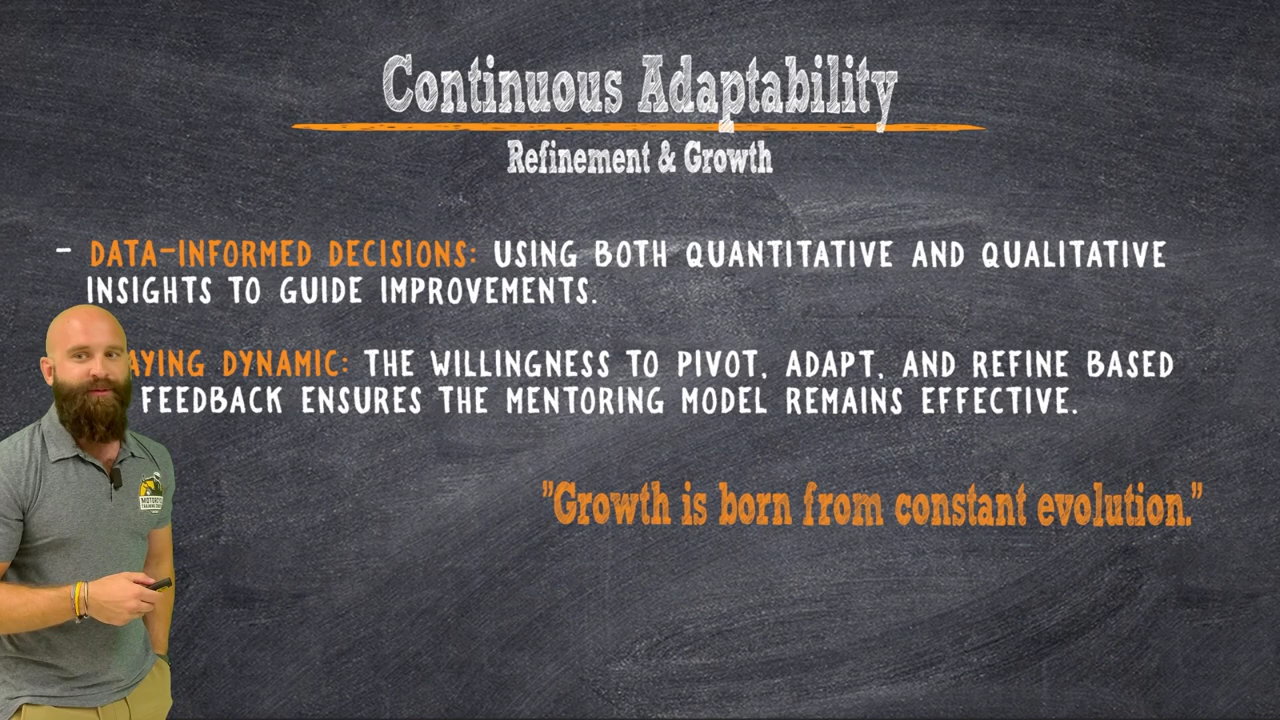 Continuous Adaptability
Refinement & Growth
- DATA-INFORMED DECISIONS: USING BOTH QUANTITATIVE AND QUALITATIVE
INSIGHTS TO GUIDE IMPROVEMENTS.
AYING DYNAMIC: THE WILLINGNESS TO PIVOT, ADAPT, AND REFINE BASED
FEEDBACK ENSURES THE MENTORING MODEL REMAINS EFFECTIVE.
"Growth is born from constant evolution."